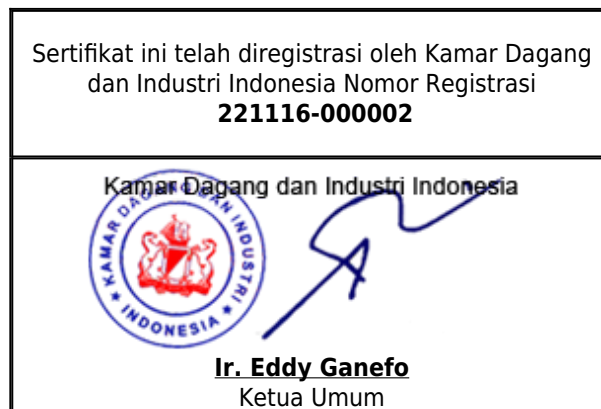 Sertifikat ini telah diregistrasi oleh Kamar Dagang
dan Industri Indonesia Nomor Registrasi
221116-000002
Kamar Dagang dan Industri Indonesia
KAMAR DAGANG DAN INDUSTRI
INDONESIA
Ir. Eddy Ganefo
Ketua Umum